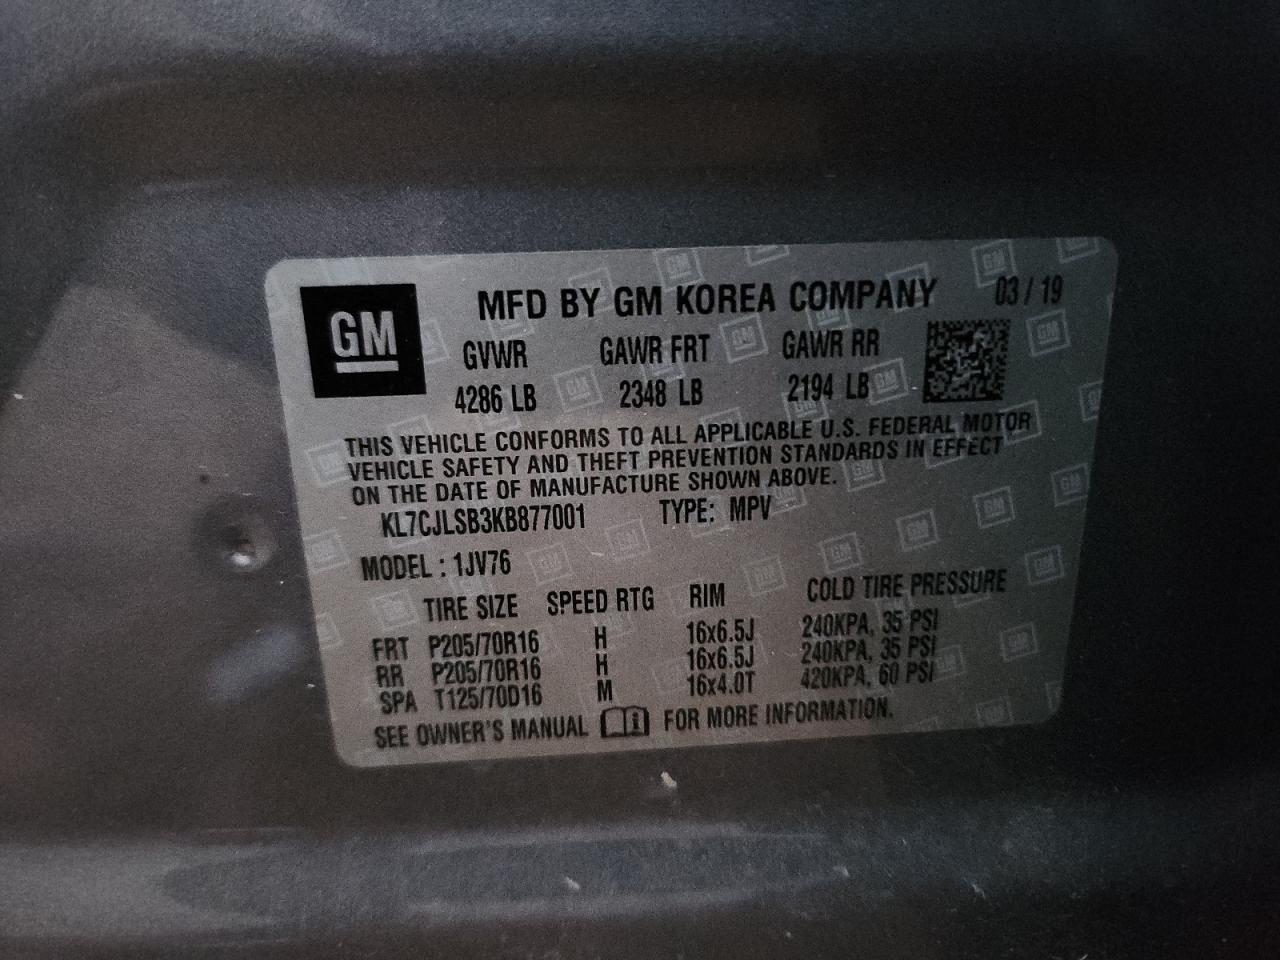 GM
MFD BY GM KOREA COMPANY 03 / 19
GVWR GAWR FRT GAWR RR
4286 LB 2348 LB 2194 LB
THIS VEHICLE CONFORMS TO ALL APPLICABLE U.S. FEDERAL MOTOR
VEHICLE SAFETY AND THEFT PREVENTION STANDARDS IN EFFECT
ON THE DATE OF MANUFACTURE SHOWN ABOVE.
KL7CJLSB3KB877001 TYPE: MPV
MODEL : 1JV76
TIRE SIZE SPEED RTG RIM COLD TIRE PRESSURE
FRT P205/70R16 H 16x6.5J 240KPA, 35 PSI
RR P205/70R16 H 16x6.5J 240KPA, 35 PSI
SPA T125/70D16 M 16x4.0T 420KPA, 60 PSI
SEE OWNER'S MANUAL FOR MORE INFORMATION.